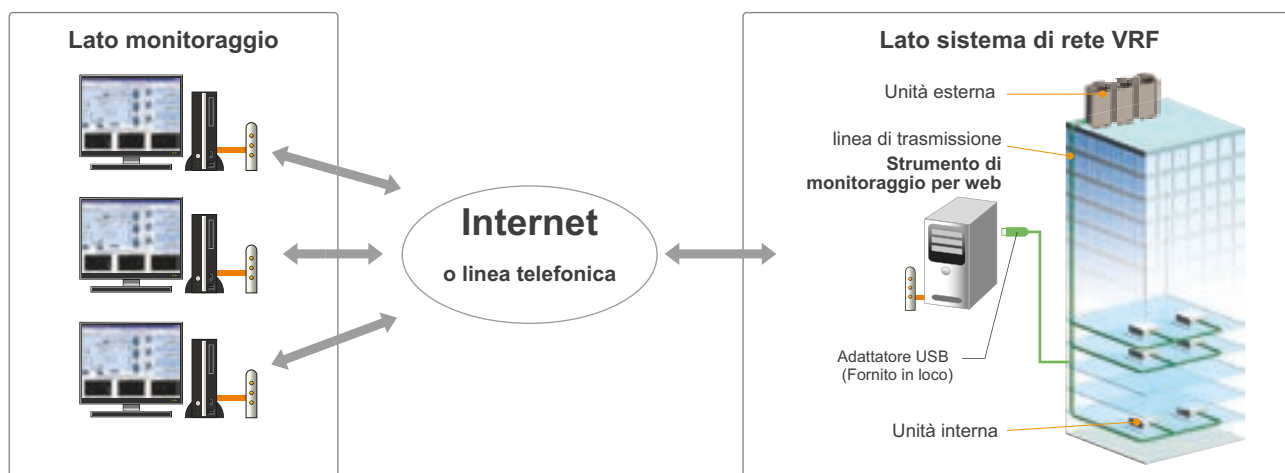 Lato monitoraggio
Internet
o linea telefonica
Lato sistema di rete VRF
Unità esterna
linea di trasmissione
Strumento di
monitoraggio per web
Adattatore USB
(Fornito in loco)
Unità interna